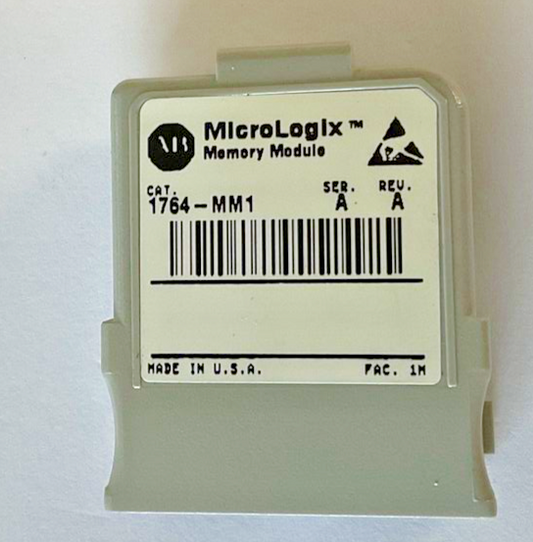 AB
MicroLogix™
Memory Module
CAT. SER. REV.
1764-MM1 A A
MADE IN U.S.A. FAC. 1M